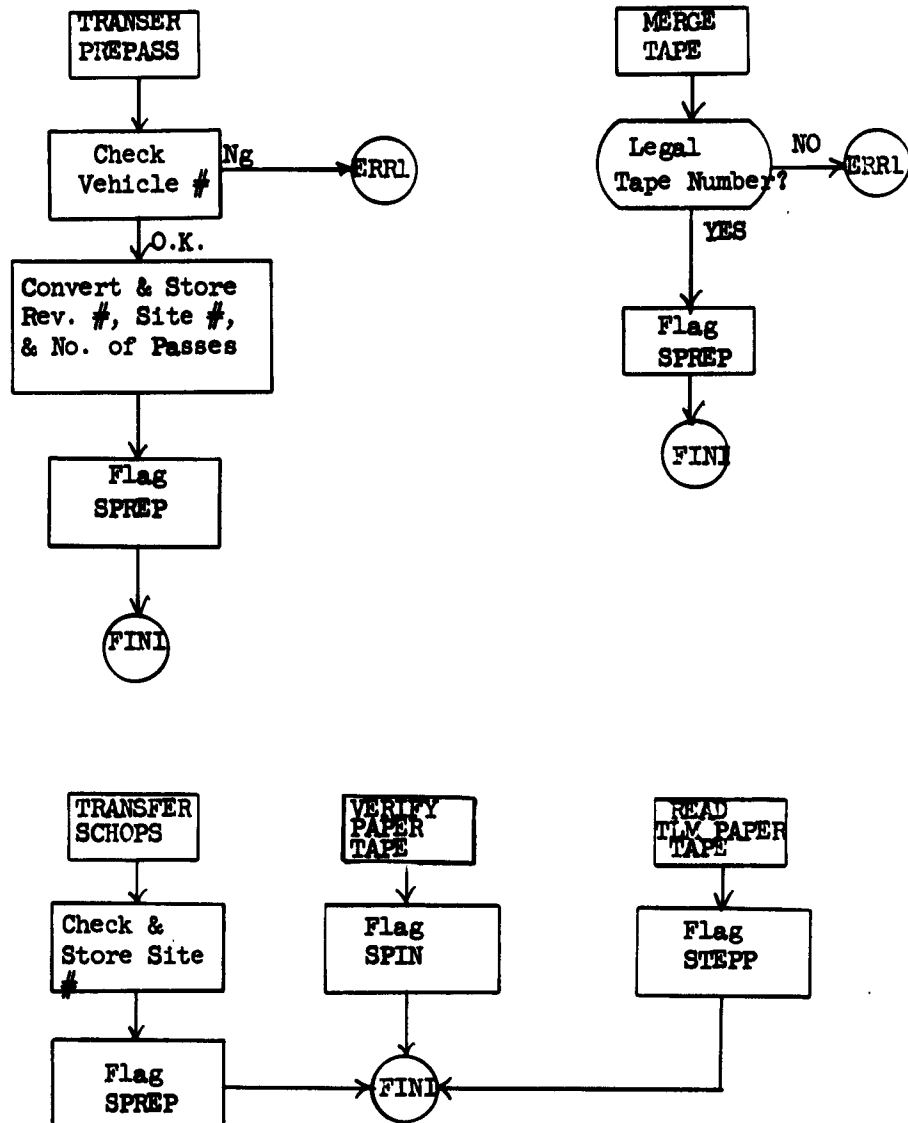 TRANSER
PREPASS
Check
Vehicle #
Ng
ERR1
O.K.
Convert & Store
Rev. #, Site #,
& No. of Passes
Flag
SPREP
FINI
MERGE
TAPE
Legal
Tape Number?
NO
ERR1
YES
Flag
SPREP
FINI
TRANSFER
SCHOPS
Check &
Store Site
#
Flag
SPREP
VERIFY
PAPER
TAPE
Flag
SPIN
FINI
READ
TLM PAPER
TAPE
Flag
STEPP